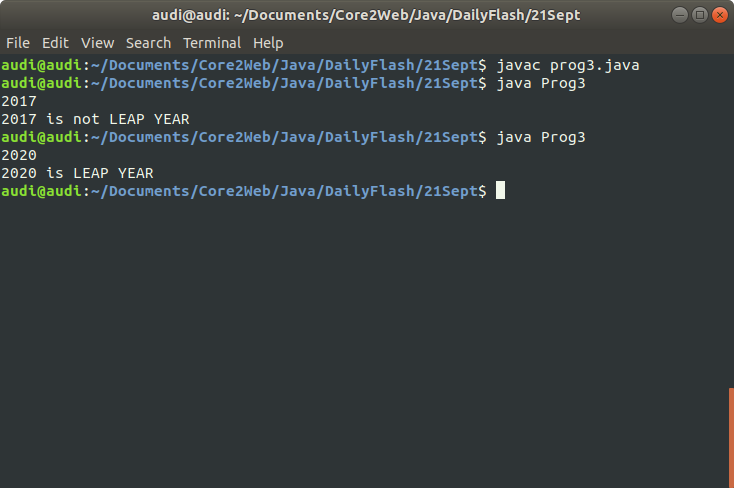 audi@audi: ~/Documents/Core2Web/Java/DailyFlash/21Sept
File Edit View Search Terminal Help
audi@audi:~/Documents/Core2Web/Java/DailyFlash/21Sept$ javac prog3.java
audi@audi:~/Documents/Core2Web/Java/DailyFlash/21Sept$ java Prog3
2017
2017 is not LEAP YEAR
audi@audi:~/Documents/Core2Web/Java/DailyFlash/21Sept$ java Prog3
2020
2020 is LEAP YEAR
audi@audi:~/Documents/Core2Web/Java/DailyFlash/21Sept$